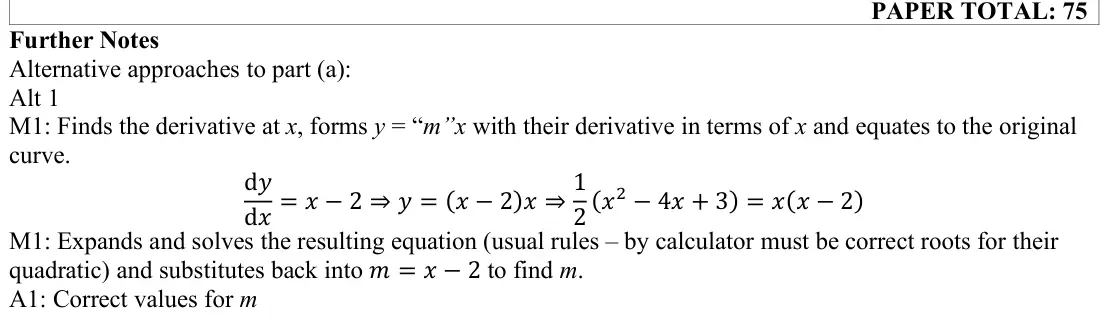 PAPER TOTAL: 75
Further Notes
Alternative approaches to part (a):
Alt 1
M1: Finds the derivative at x, forms y = “m”x with their derivative in terms of x and equates to the original
curve.
dy/dx = x − 2 ⇒ y = (x − 2)x ⇒ 1/2 (x² − 4x + 3) = x(x − 2)
M1: Expands and solves the resulting equation (usual rules – by calculator must be correct roots for their
quadratic) and substitutes back into m = x − 2 to find m.
A1: Correct values for m